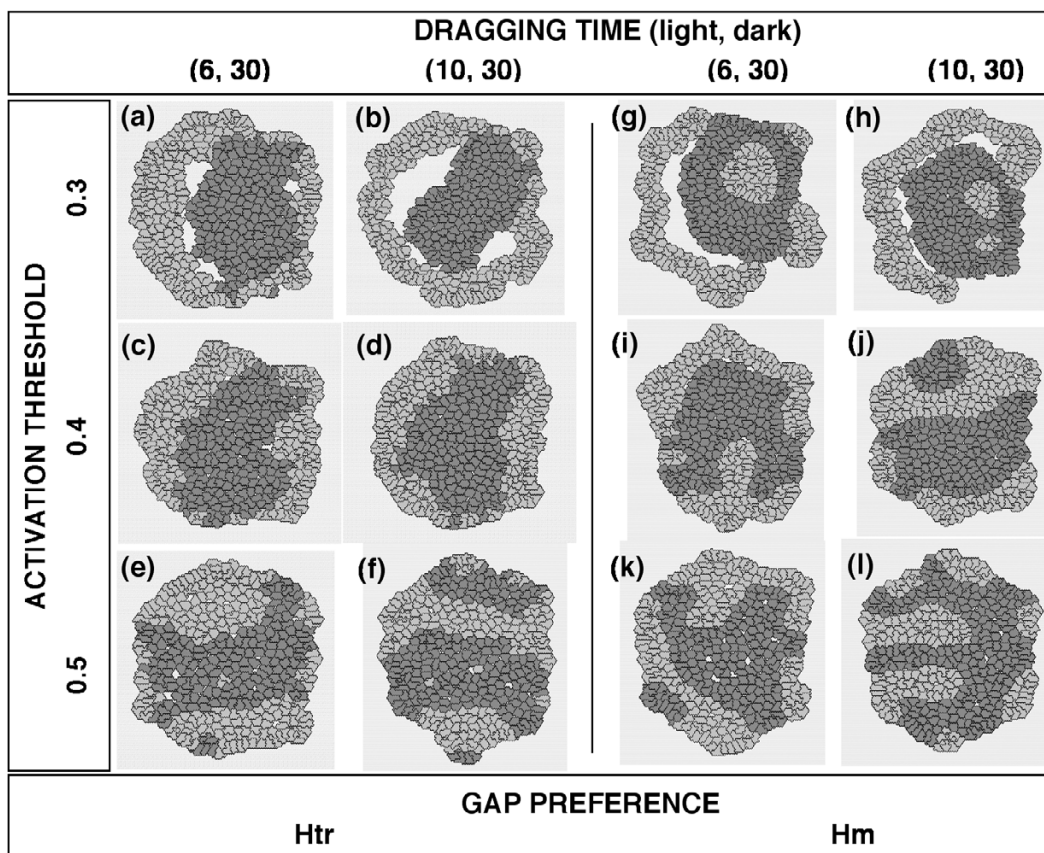 DRAGGING TIME (light, dark)
(6, 30) (10, 30) (6, 30) (10, 30)
ACTIVATION THRESHOLD
0.3
(a) (b) (g) (h)
0.4
(c) (d) (i) (j)
0.5
(e) (f) (k) (l)
GAP PREFERENCE
Htr Hm